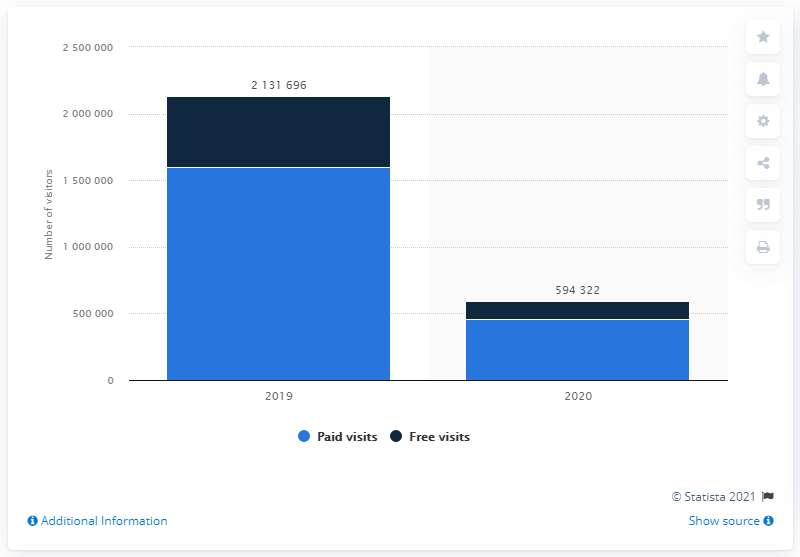 2 500 000
2 131 696
2 000 000
1 500 000
1 000 000
594 322
500 000
0
Number of visitors
2019
2020
Paid visits
Free visits
© Statista 2021
Additional Information
Show source